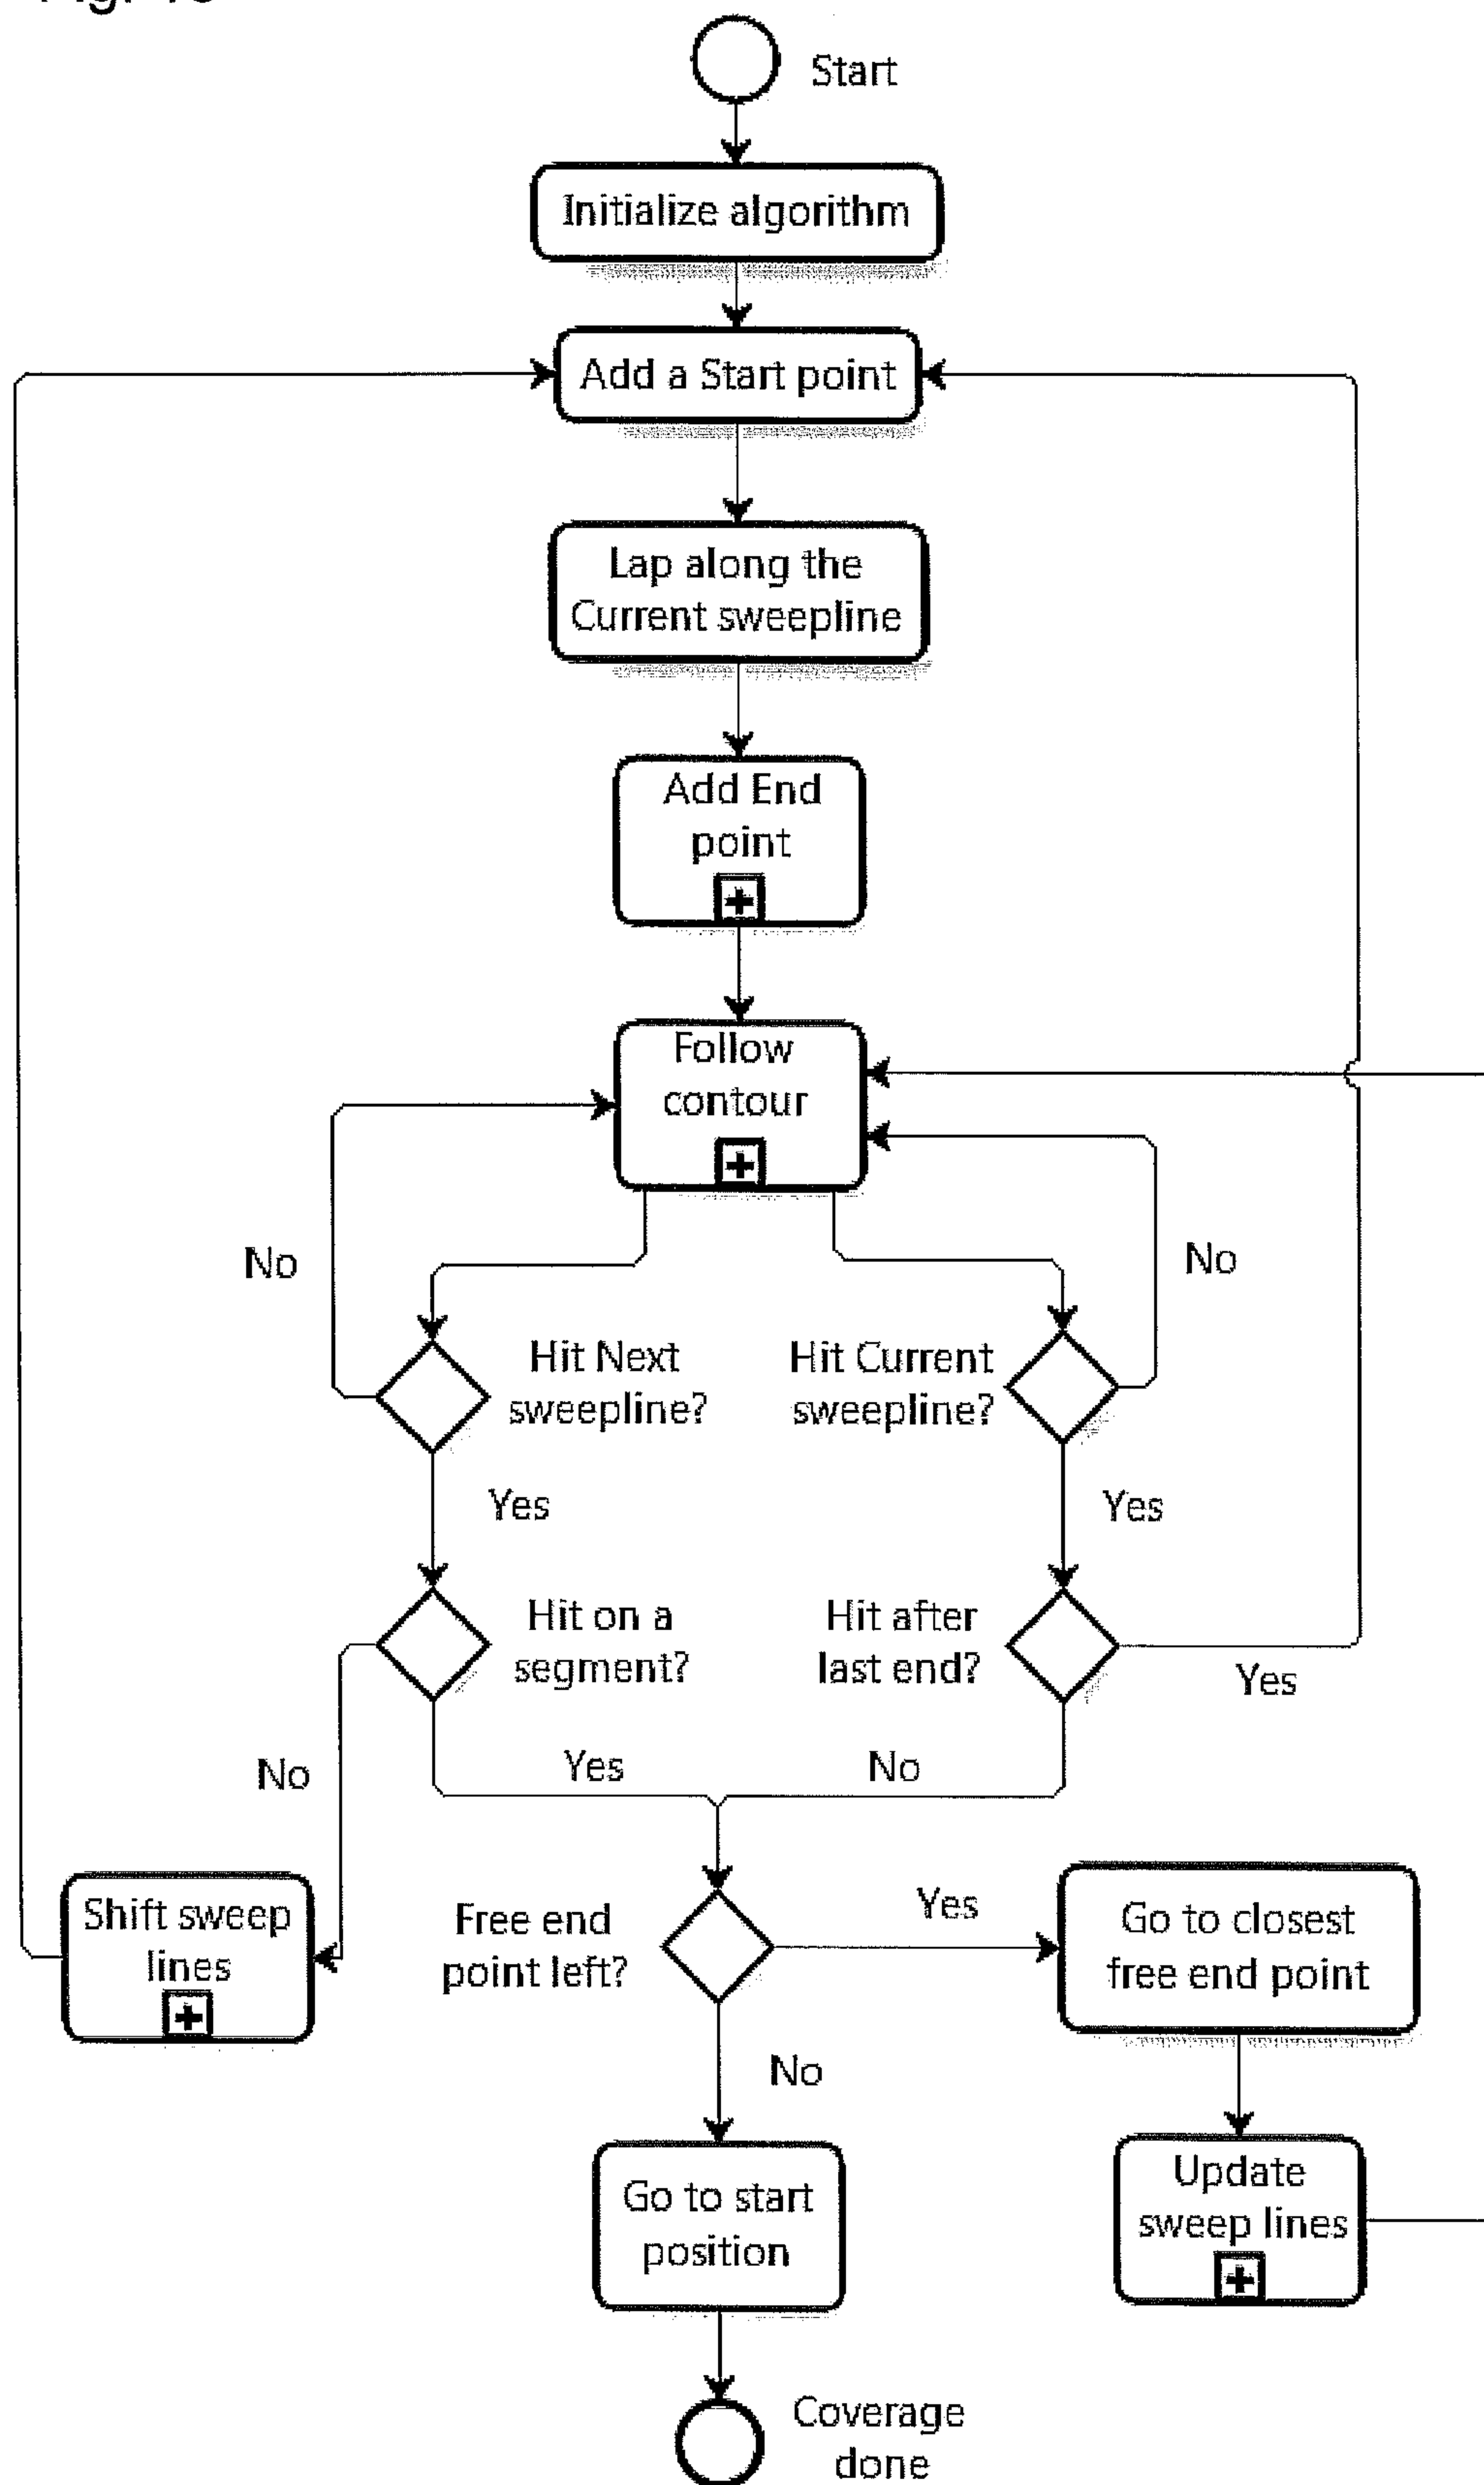 Start
Initialize algorithm
Add a Start point
Lap along the
Current sweepline
Add End
point
Follow
contour
No
No
Hit Next
sweepline?
Hit Current
sweepline?
Yes
Yes
Hit on a
segment?
Hit after
last end?
Yes
No
Yes
No
Shift sweep
lines
Free end
point left?
Yes
Go to closest
free end point
No
Go to start
position
Update
sweep lines
Coverage
done